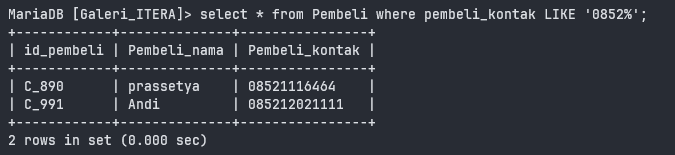 MariaDB [Galeri_ITERA]> select * from Pembeli where pembeli_kontak LIKE '0852%';
+------------+--------------+----------------+
| id_pembeli | Pembeli_nama | Pembeli_kontak |
+------------+--------------+----------------+
| C_890      | prassetya    | 08521116464    |
| C_991      | Andi         | 085212021111   |
+------------+--------------+----------------+
2 rows in set (0.000 sec)